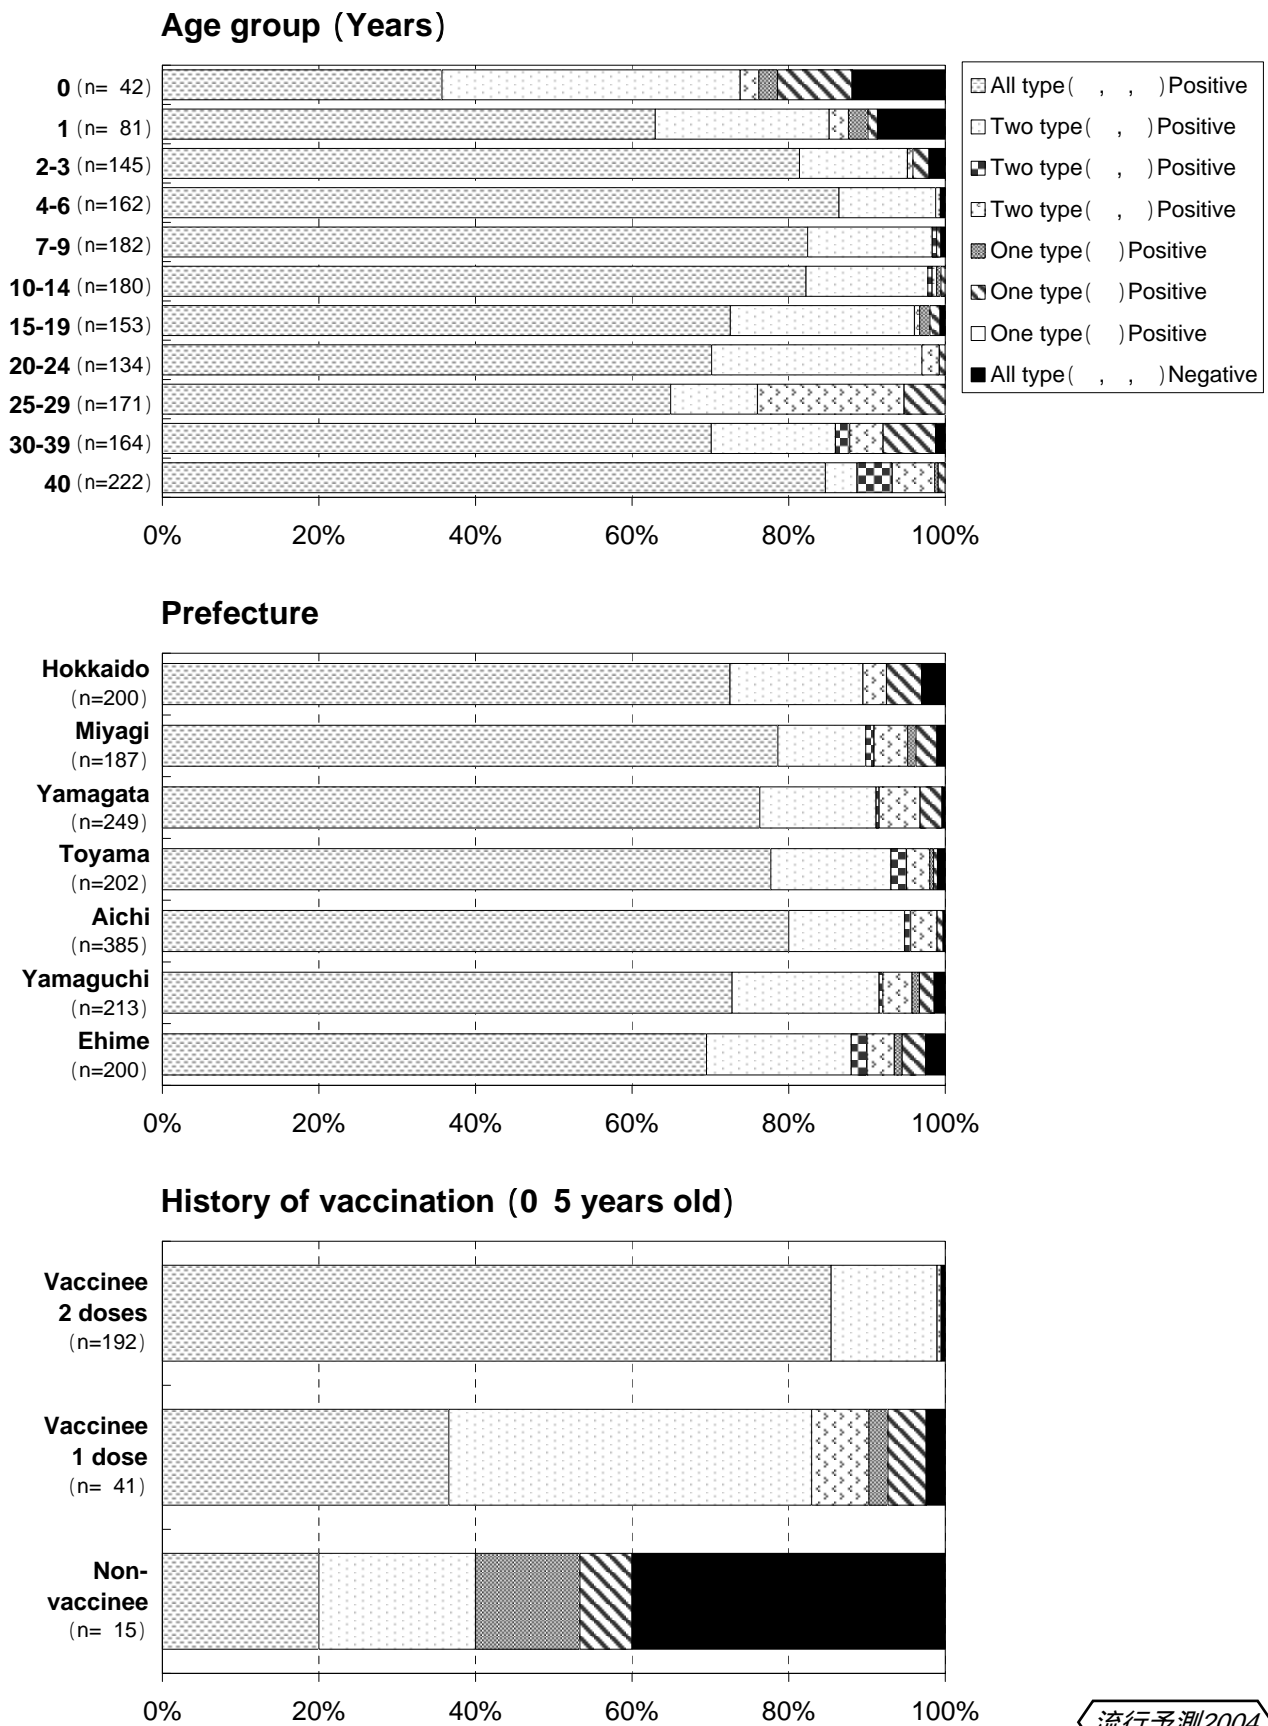 Age group (Years)
0 (n= 42)
1 (n= 81)
2-3 (n=145)
4-6 (n=162)
7-9 (n=182)
10-14 (n=180)
15-19 (n=153)
20-24 (n=134)
25-29 (n=171)
30-39 (n=164)
40 (n=222)
0% 20% 40% 60% 80% 100%
All type( , , )Positive
Two type( , )Positive
Two type( , )Positive
Two type( , )Positive
One type( )Positive
One type( )Positive
One type( )Positive
All type( , , )Negative
Prefecture
Hokkaido
(n=200)
Miyagi
(n=187)
Yamagata
(n=249)
Toyama
(n=202)
Aichi
(n=385)
Yamaguchi
(n=213)
Ehime
(n=200)
0% 20% 40% 60% 80% 100%
History of vaccination (0 5 years old)
Vaccinee
2 doses
(n=192)
Vaccinee
1 dose
(n= 41)
Non-
vaccinee
(n= 15)
0% 20% 40% 60% 80% 100%
流行予測2004